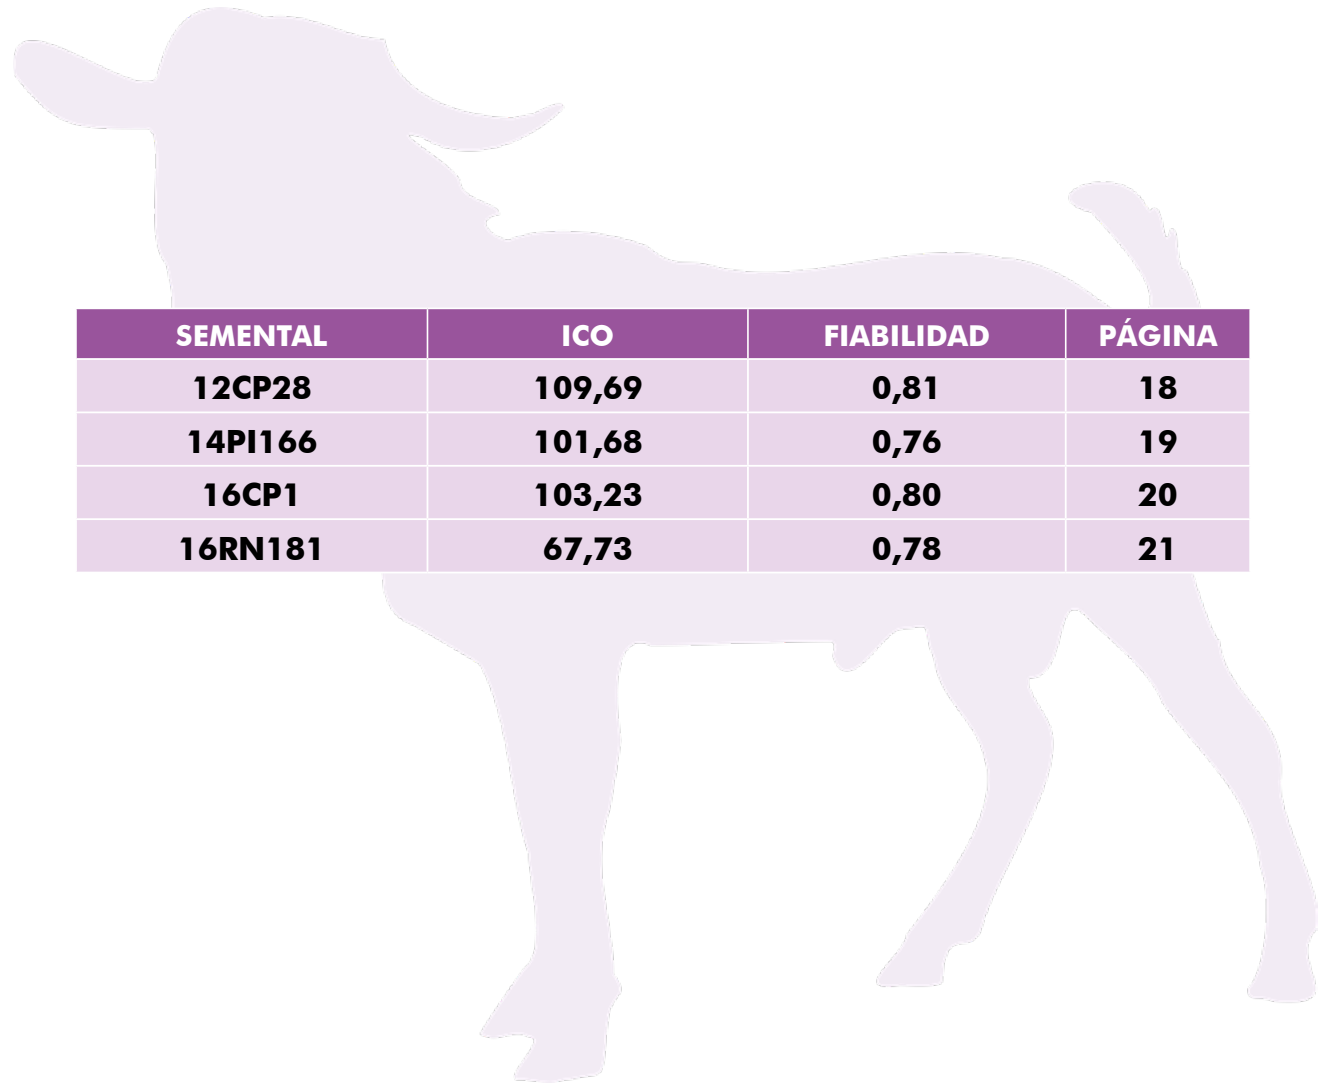 SEMENTAL ICO FIABILIDAD PÁGINA
12CP28 109,69 0,81 18
14PI166 101,68 0,76 19
16CP1 103,23 0,80 20
16RN181 67,73 0,78 21